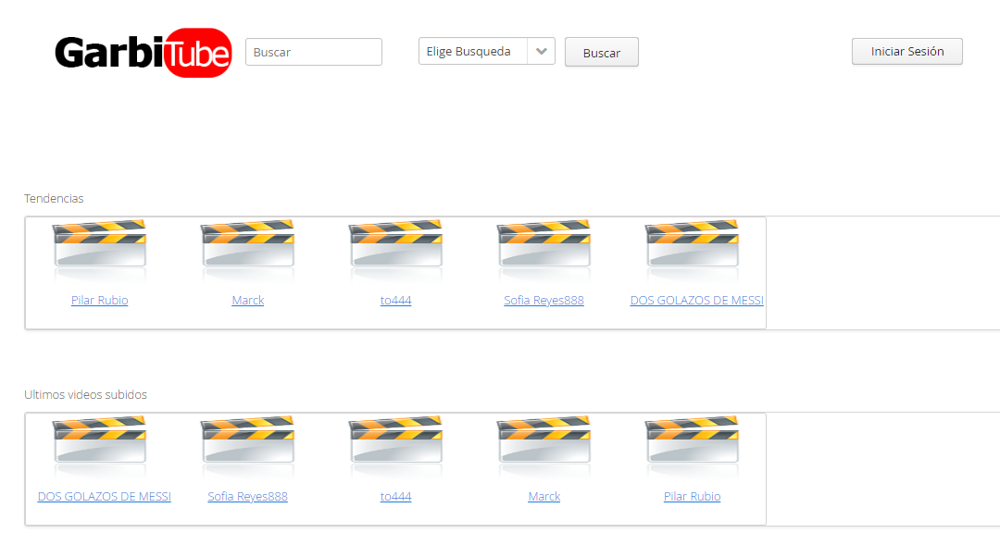 GarbiTube
Buscar
Elige Busqueda
Buscar
Iniciar Sesión
Tendencias
Pilar Rubio
Marck
to444
Sofia Reyes888
DOS GOLAZOS DE MESSI
Ultimos videos subidos
DOS GOLAZOS DE MESSI
Sofia Reyes888
to444
Marck
Pilar Rubio